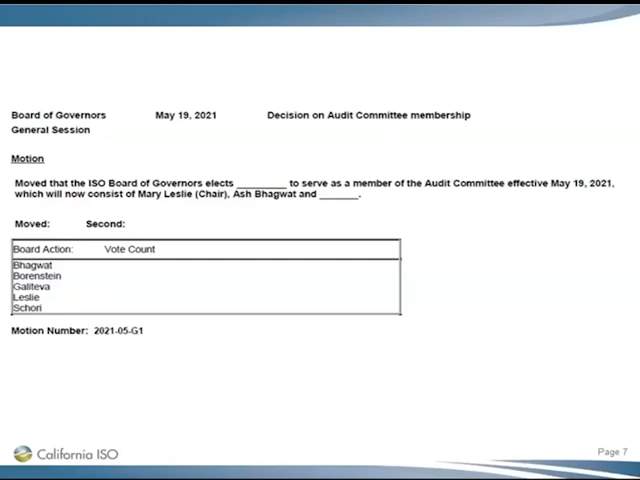 Board of Governors May 19, 2021 Decision on Audit Committee membership
General Session
Motion
Moved that the ISO Board of Governors elects _________ to serve as a member of the Audit Committee effective May 19, 2021,
which will now consist of Mary Leslie (Chair), Ash Bhagwat and _______.
Moved: Second:
Board Action: Vote Count
Bhagwat
Borenstein
Galiteva
Leslie
Schori
Motion Number: 2021-05-G1
California ISO
Page 7